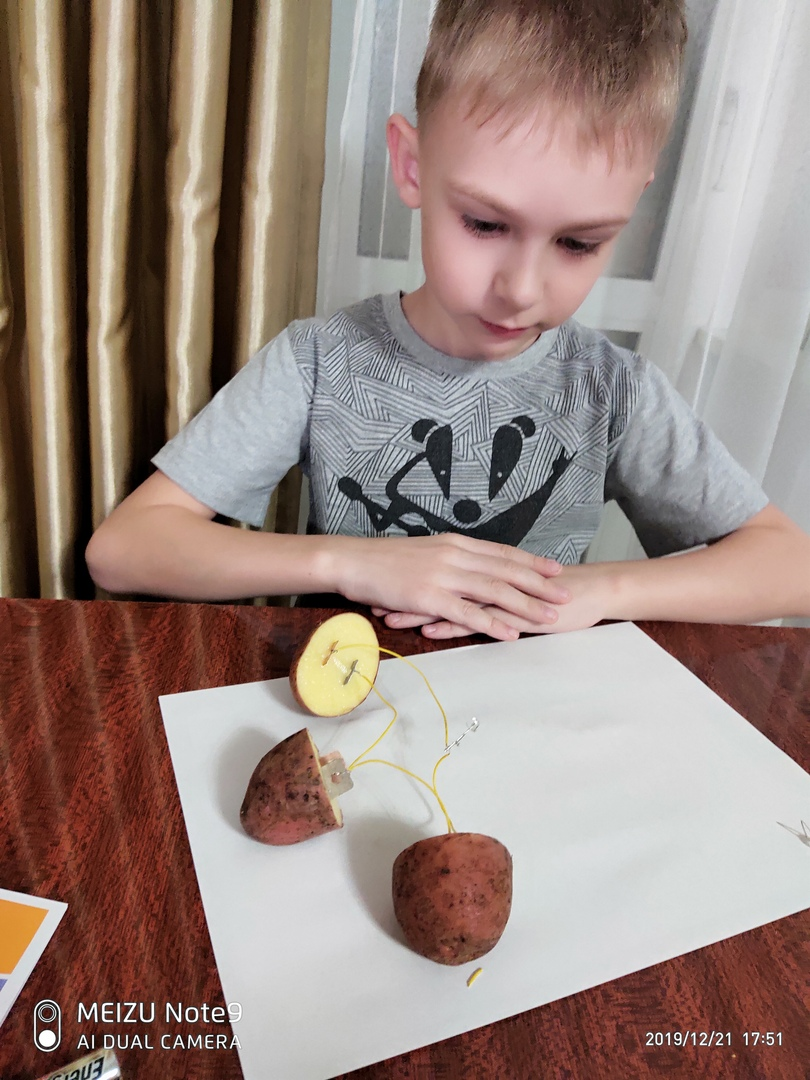 MEIZU Note9
AI DUAL CAMERA
2019/12/21 17:51